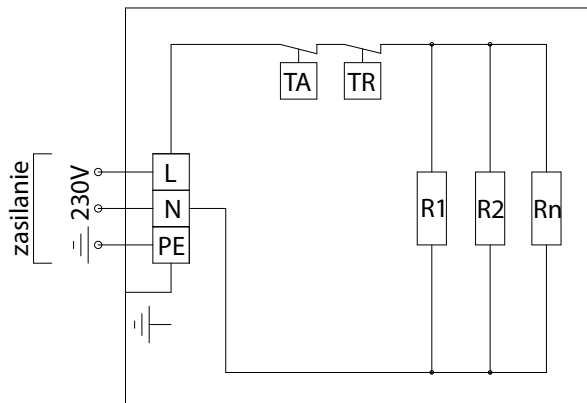 TA
TR
zasilanie
230V
L
N
PE
R1
R2
Rn